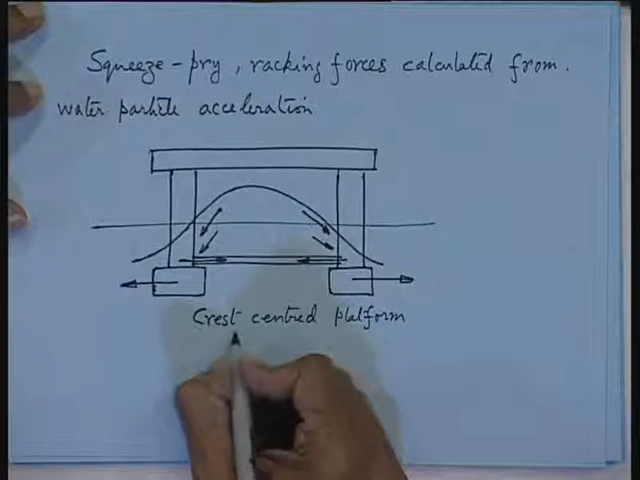 Squeeze - pry, racking forces calculated from.
water particle acceleration
Crest centred platform